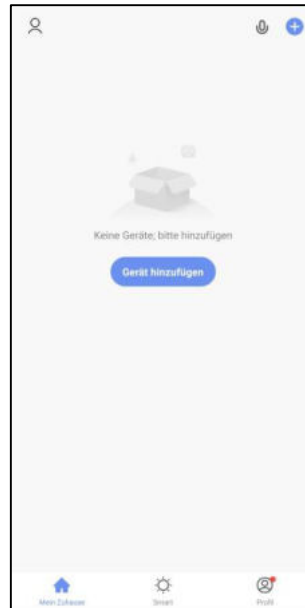 Keine Geräte; bitte hinzufügen
Gerät hinzufügen
Mein Zuhause
Smart
Profil